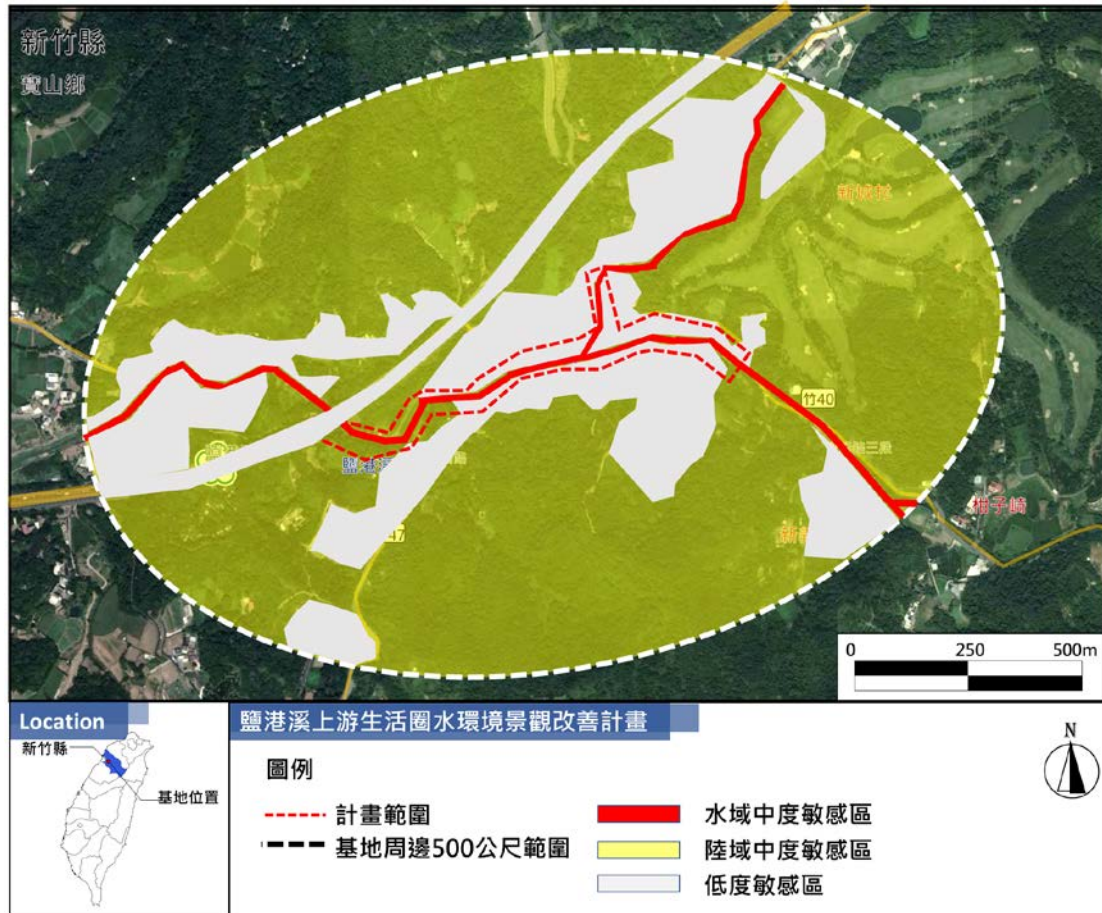 新竹縣
寶山鄉
新城村
竹40
柑子崎
47
0 250 500m
Location
新竹縣
基地位置
鹽港溪上游生活圈水環境景觀改善計畫
N
圖例
計畫範圍
基地周邊500公尺範圍
水域中度敏感區
陸域中度敏感區
低度敏感區